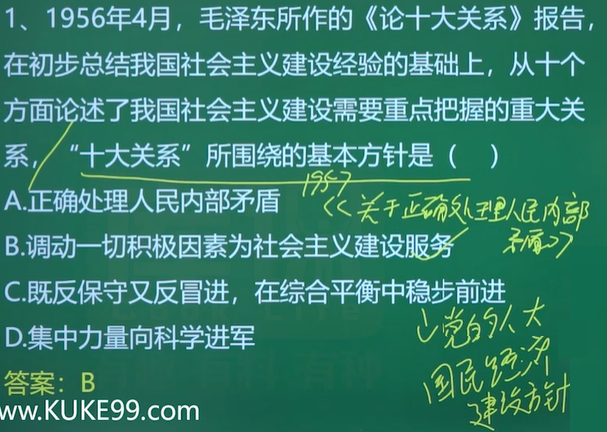 1、1956年4月，毛泽东所作的《论十大关系》报告，
在初步总结我国社会主义建设经验的基础上，从十个
方面论述了我国社会主义建设需要重点把握的重大关
系，“十大关系”所围绕的基本方针是（ ）
A.正确处理人民内部矛盾
1957
《关于正确处理人民内部
矛盾》
B.调动一切积极因素为社会主义建设服务
C.既反保守又反冒进，在综合平衡中稳步前进
党的八大
国民经济
建设方针
D.集中力量向科学进军
答案：B
www.KUKE99.com